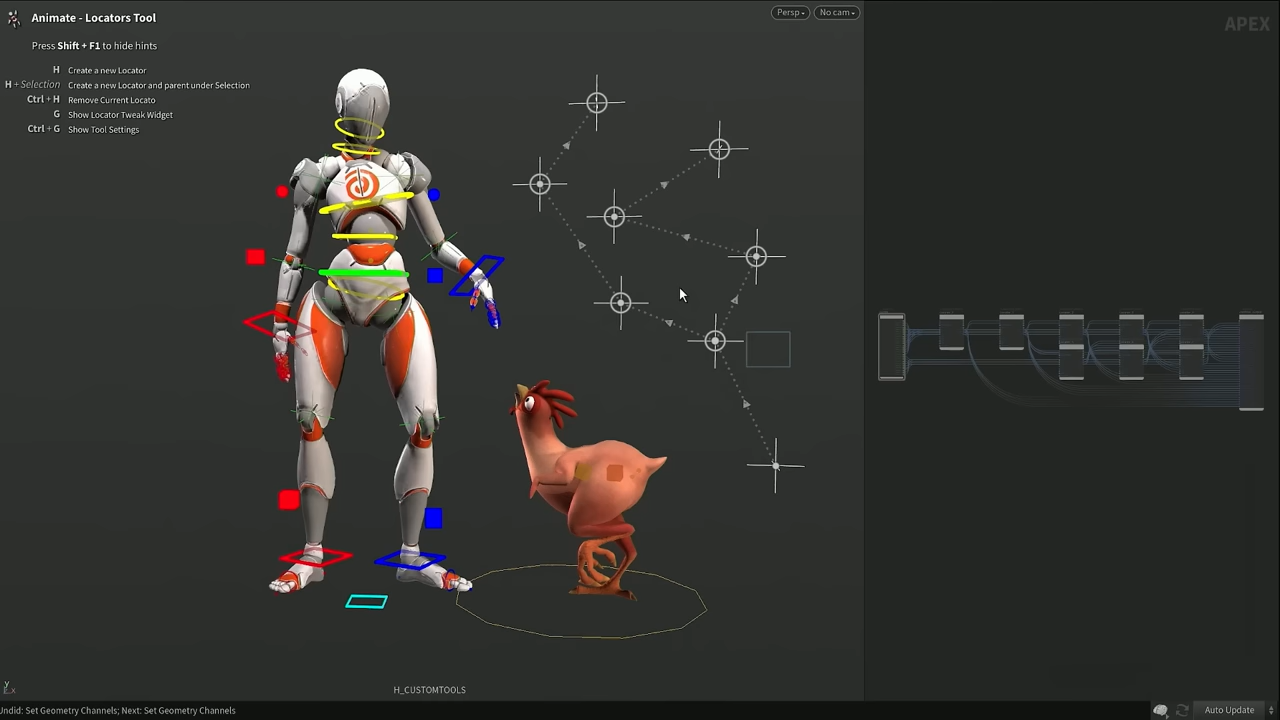 Animate - Locators Tool
Persp
No cam
APEX
Press Shift + F1 to hide hints
H Create a new Locator
H + Selection Create a new Locator and parent under Selection
Ctrl + H Remove Current Locato
G Show Locator Tweak Widget
Ctrl + G Show Tool Settings
H_CUSTOMTOOLS
Undid: Set Geometry Channels; Next: Set Geometry Channels
Auto Update